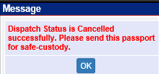 Message
Dispatch Status is Cancelled
successfully. Please send this passport
for safe-custody.
OK